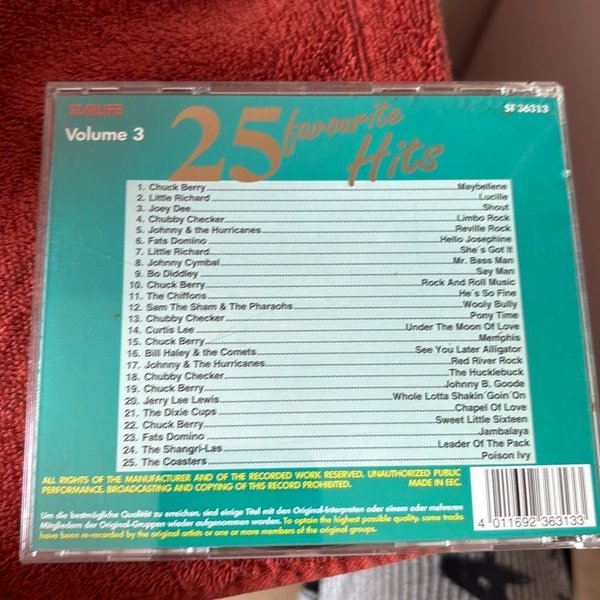 STARLIFE
ST 36313
Volume 3
25 favourite Hits
1. Chuck Berry Maybellene
2. Little Richard Lucille
3. Joey Dee Shout
4. Chubby Checker Limbo Rock
5. Johnny & the Hurricanes Reville Rock
6. Fats Domino Hello Josephine
7. Little Richard She´s Got It
8. Johnny Cymbal Mr. Bass Man
9. Bo Diddley Say Man
10. Chuck Berry Rock And Roll Music
11. The Chiffons He´s So Fine
12. Sam The Sham & The Pharaohs Wooly Bully
13. Chubby Checker Pony Time
14. Curtis Lee Under The Moon Of Love
15. Chuck Berry Memphis
16. Bill Haley & the Comets See You Later Alligator
17. Johnny & The Hurricanes Red River Rock
18. Chubby Checker The Hucklebuck
19. Chuck Berry Johnny B. Goode
20. Jerry Lee Lewis Whole Lotta Shakin Goin´On
21. The Dixie Cups Chapel Of Love
22. Chuck Berry Sweet Little Sixteen
23. Fats Domino Jambalaya
24. The Shangri-Las Leader Of The Pack
25. The Coasters Poison Ivy
ALL RIGHTS OF THE MANUFACTURER AND OF THE RECORDED WORK RESERVED. UNAUTHORIZED PUBLIC
PERFORMANCE, BROADCASTING AND COPYING OF THIS RECORD PROHIBITED. MADE IN EEC.
Um die bestmögliche Qualität zu erreichen, sind einige Titel mit den Original-Interpreten oder einem oder mehreren
Mitgliedern der Original-Gruppen wieder aufgenommen worden. To optain the highest possible quality, some tracks
have been re-recorded by the original artists or one or more members of the original groups.
4 011692 363133